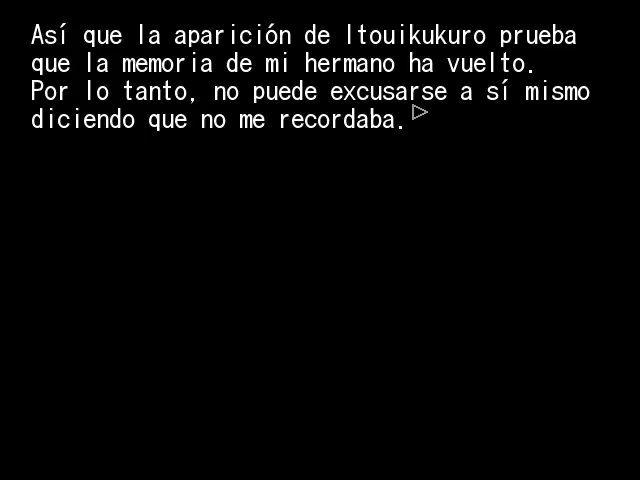 Así que la aparición de Itouikukuro prueba
que la memoria de mi hermano ha vuelto.
Por lo tanto, no puede excusarse a sí mismo
diciendo que no me recordaba.